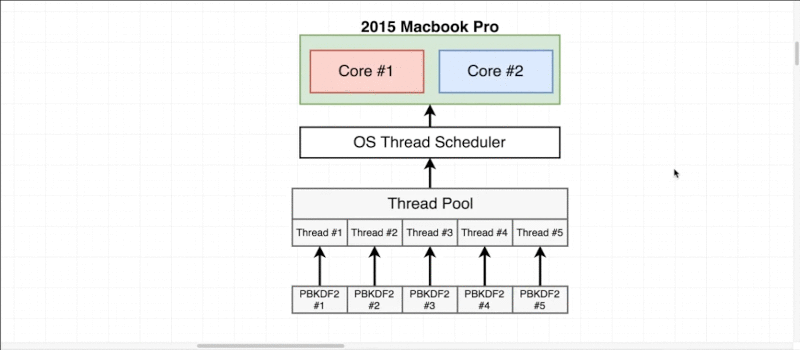 2015 Macbook Pro
Core #1 Core #2
OS Thread Scheduler
Thread Pool
Thread #1 Thread #2 Thread #3 Thread #4 Thread #5
PBKDF2 PBKDF2 PBKDF2 PBKDF2 PBKDF2
#1 #2 #3 #4 #5